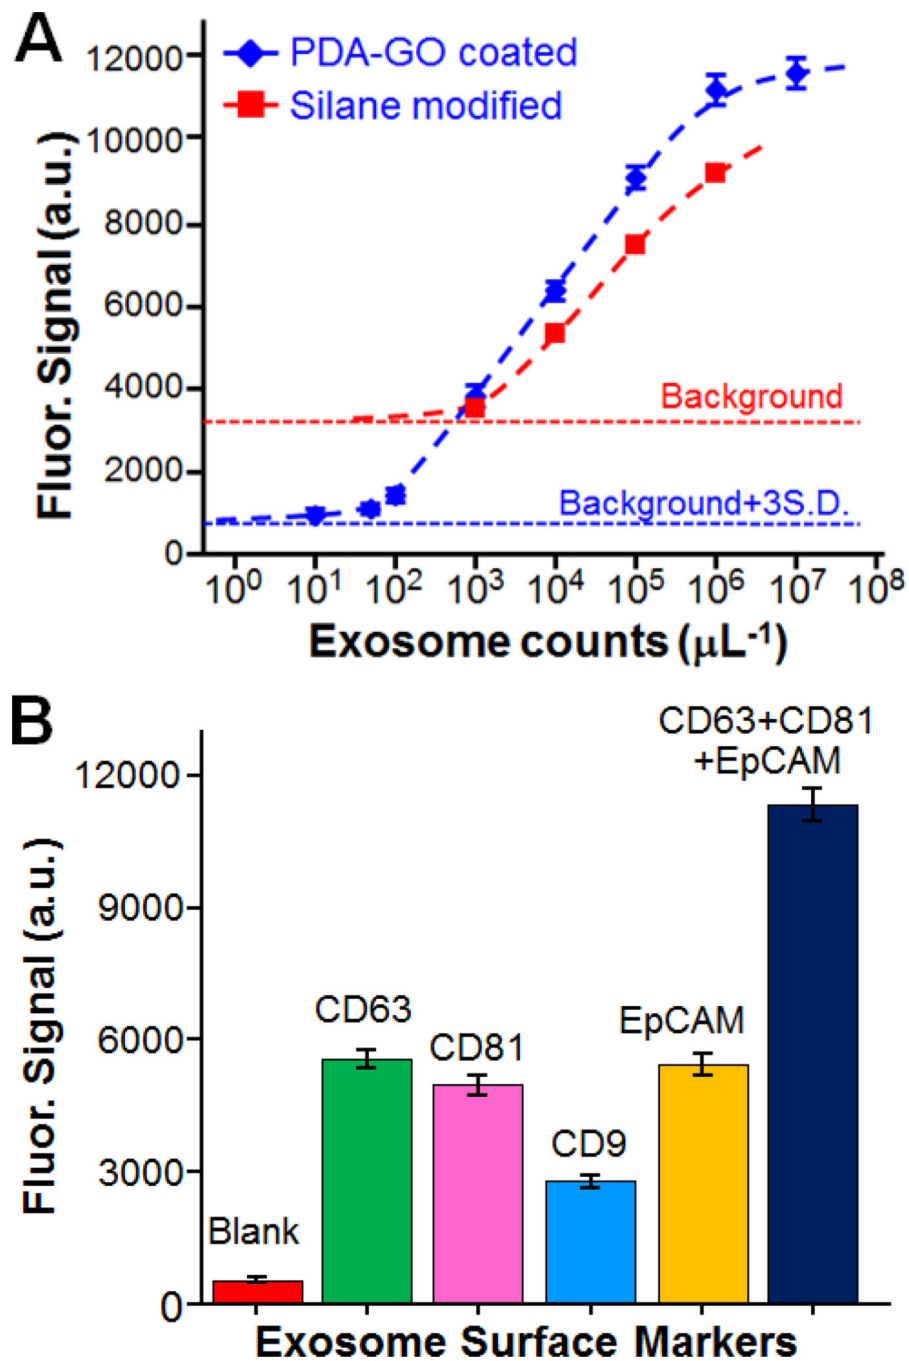 A
PDA-GO coated
Silane modified
Fluor. Signal (a.u.)
12000
10000
8000
6000
4000
2000
0
Background
Background+3S.D.
10⁰ 10¹ 10² 10³ 10⁴ 10⁵ 10⁶ 10⁷ 10⁸
Exosome counts (μL⁻¹)
B
Fluor. Signal (a.u.)
12000
9000
6000
3000
0
Blank
CD63
CD81
CD9
EpCAM
CD63+CD81
+EpCAM
Exosome Surface Markers